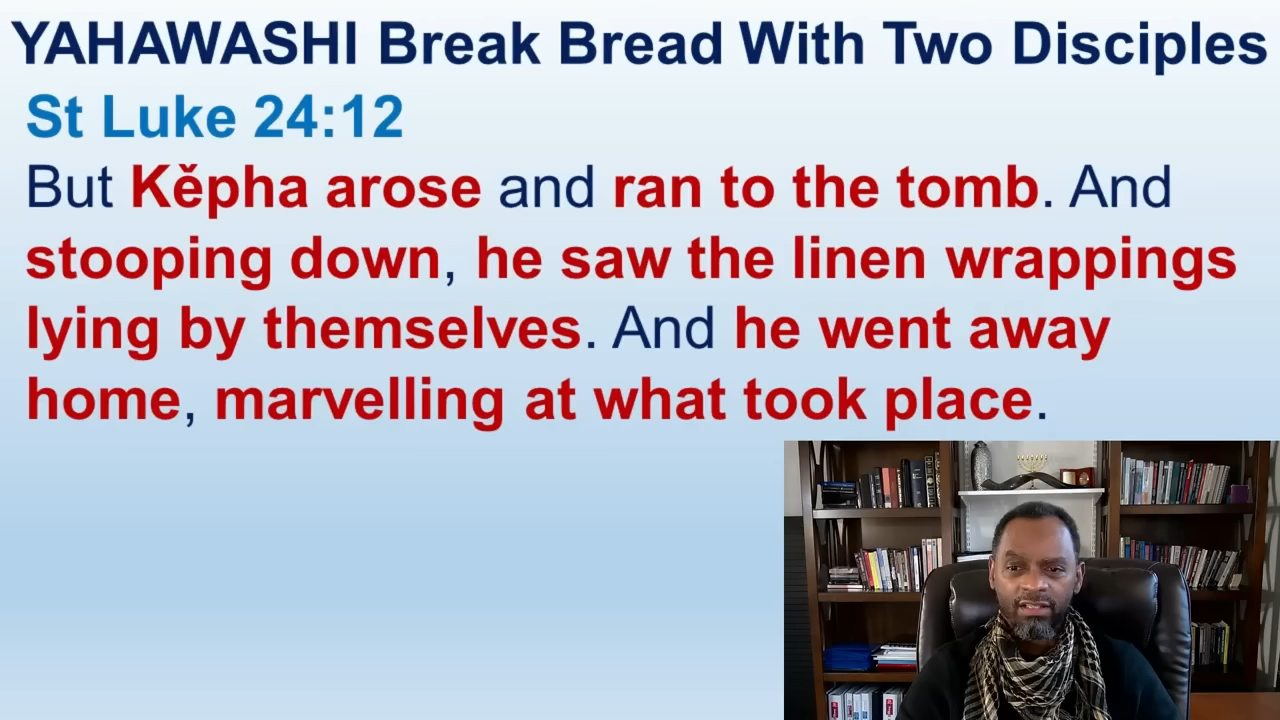 YAHAWASHI Break Bread With Two Disciples
St Luke 24:12
But Kěpha arose and ran to the tomb. And
stooping down, he saw the linen wrappings
lying by themselves. And he went away
home, marvelling at what took place.